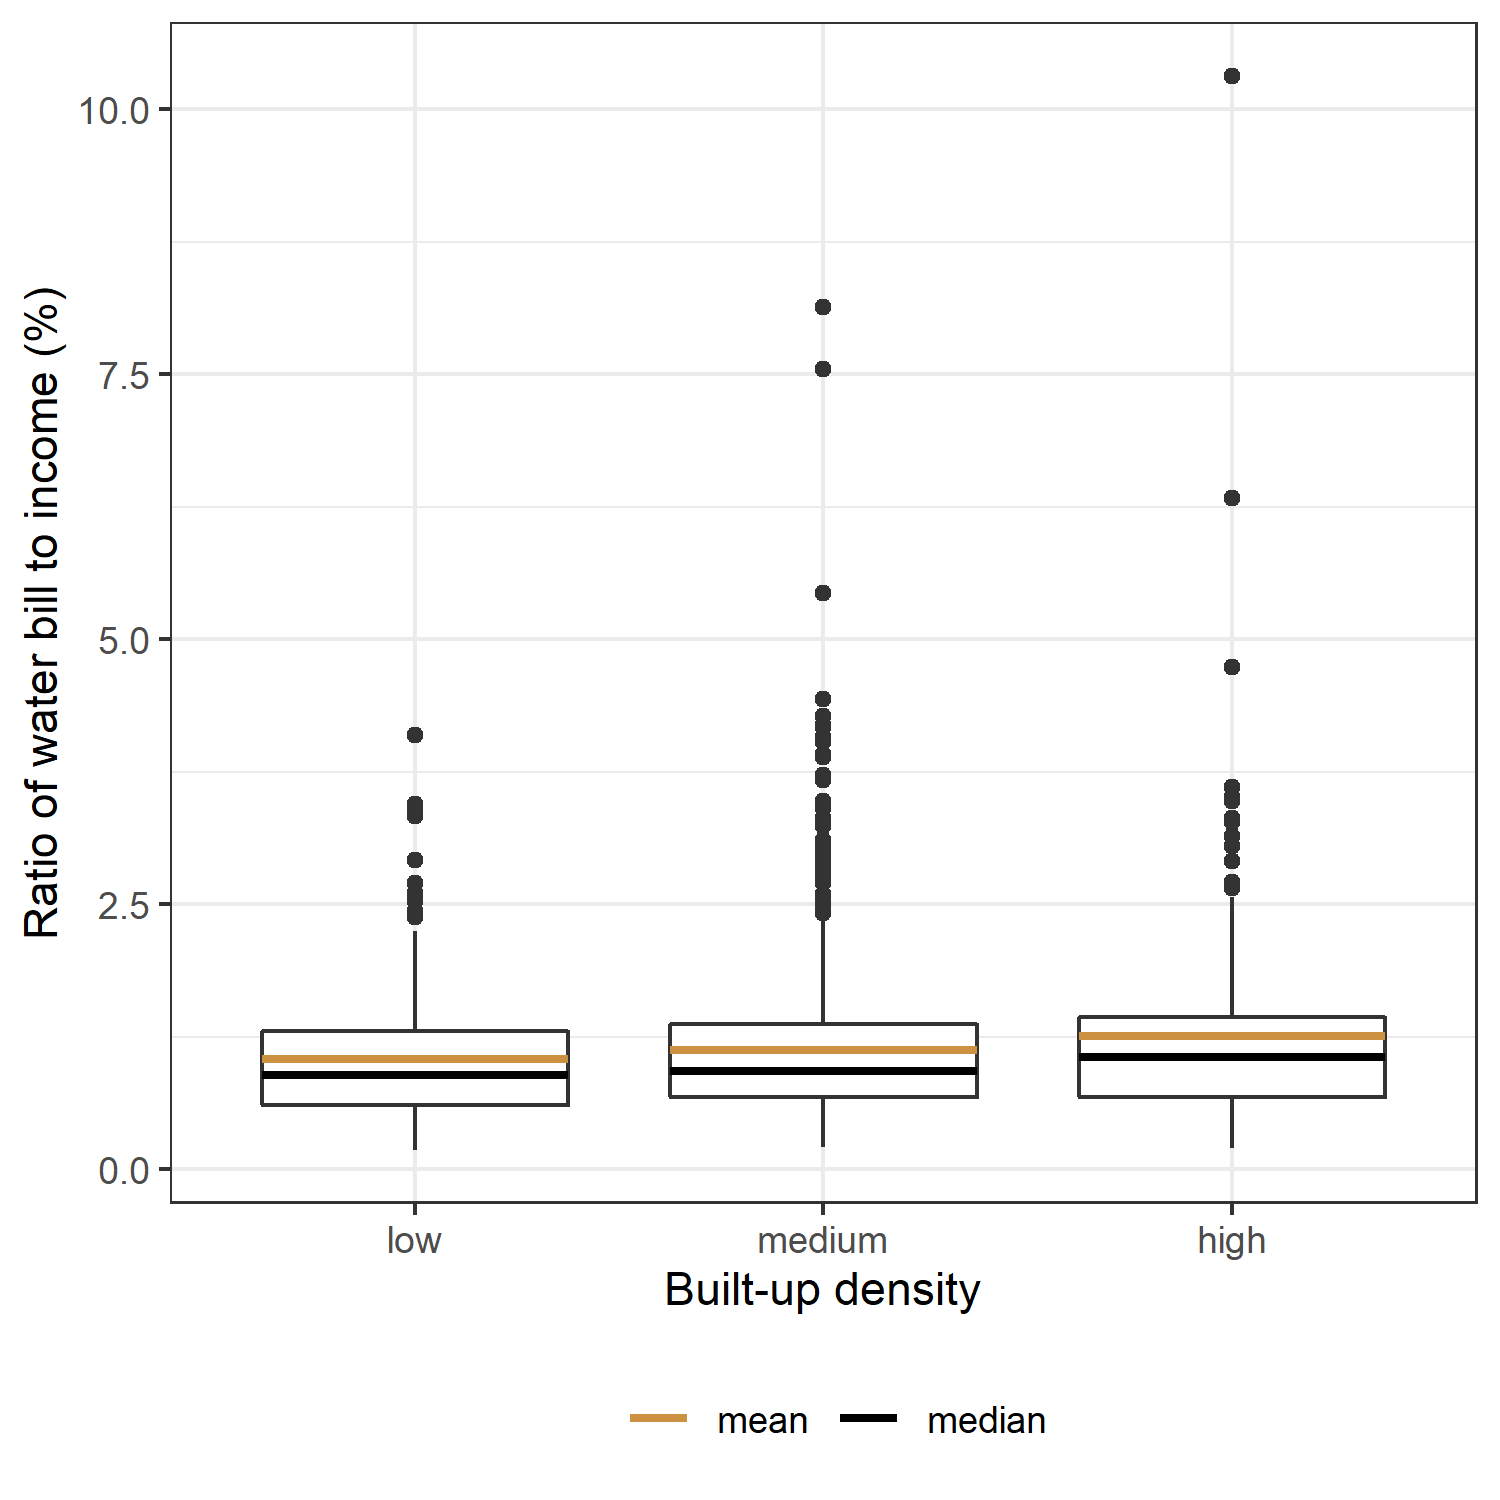 Ratio of water bill to income (%)
10.0
7.5
5.0
2.5
0.0
low medium high
Built-up density
mean median